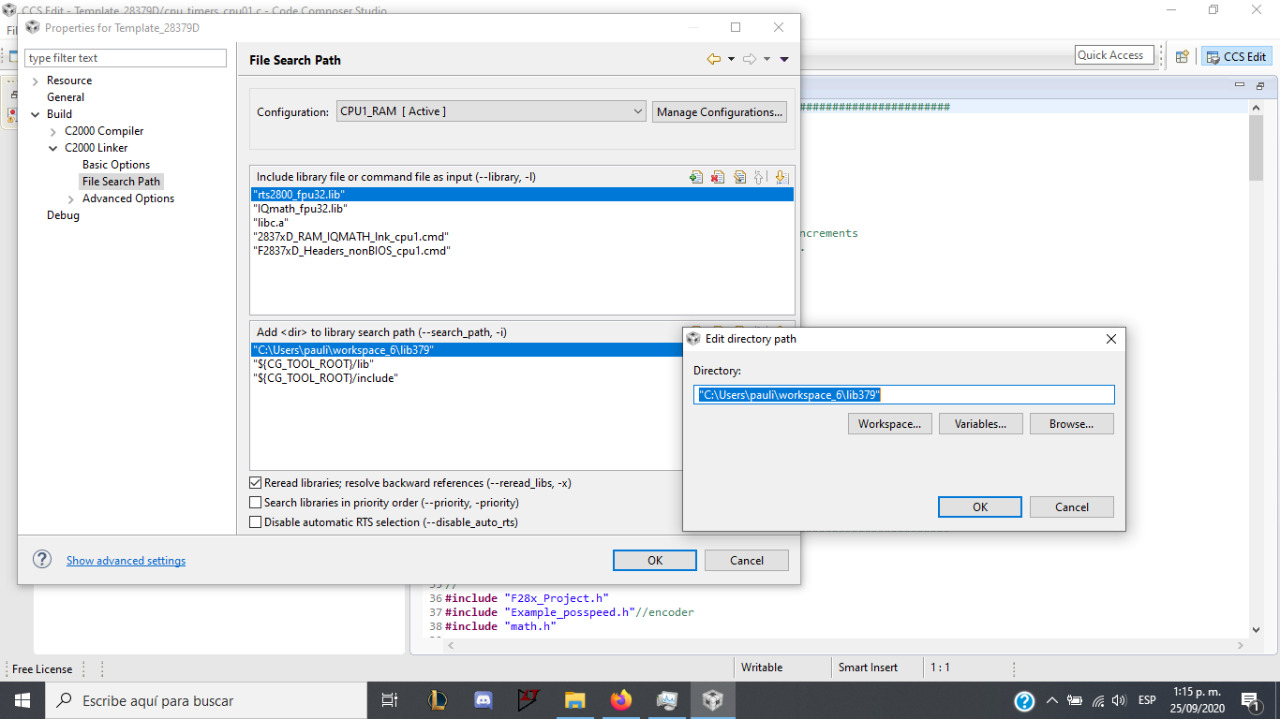 CCS Edit - Template_28379D/cpu_timers_cpu01.c - Code Composer Studio
Properties for Template_28379D
type filter text
File Search Path
Quick Access
CCS Edit
Resource
General
Build
C2000 Compiler
C2000 Linker
Basic Options
File Search Path
Advanced Options
Debug
Configuration:
CPU1_RAM [ Active ]
Manage Configurations...
Include library file or command file as input (--library, -l)
"rts2800_fpu32.lib"
"IQmath_fpu32.lib"
"libc.a"
"2837xD_RAM_IQMATH_lnk_cpu1.cmd"
"F2837xD_Headers_nonBIOS_cpu1.cmd"
Add <dir> to library search path (--search_path, -i)
"C:\Users\pauli\workspace_6\lib379"
"${CG_TOOL_ROOT}/lib"
"${CG_TOOL_ROOT}/include"
Reread libraries; resolve backward references (--reread_libs, -x)
Search libraries in priority order (--priority, -priority)
Disable automatic RTS selection (--disable_auto_rts)
Show advanced settings
OK
Cancel
Edit directory path
Directory:
"C:\Users\pauli\workspace_6\lib379"
Workspace...
Variables...
Browse...
OK
Cancel
######################
ncrements
35//
36 #include "F28x_Project.h"
37 #include "Example_posspeed.h"//encoder
38 #include "math.h"
Free License
Writable
Smart Insert
1 : 1
Escribe aquí para buscar
ESP
1:15 p. m.
25/09/2020
1